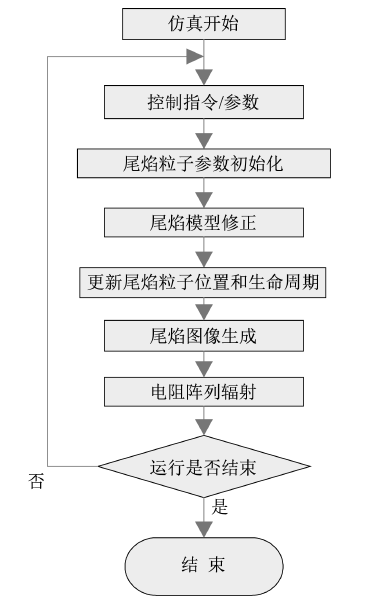 仿真开始
控制指令/参数
尾焰粒子参数初始化
尾焰模型修正
更新尾焰粒子位置和生命周期
尾焰图像生成
电阻阵列辐射
运行是否结束
否
是
结 束